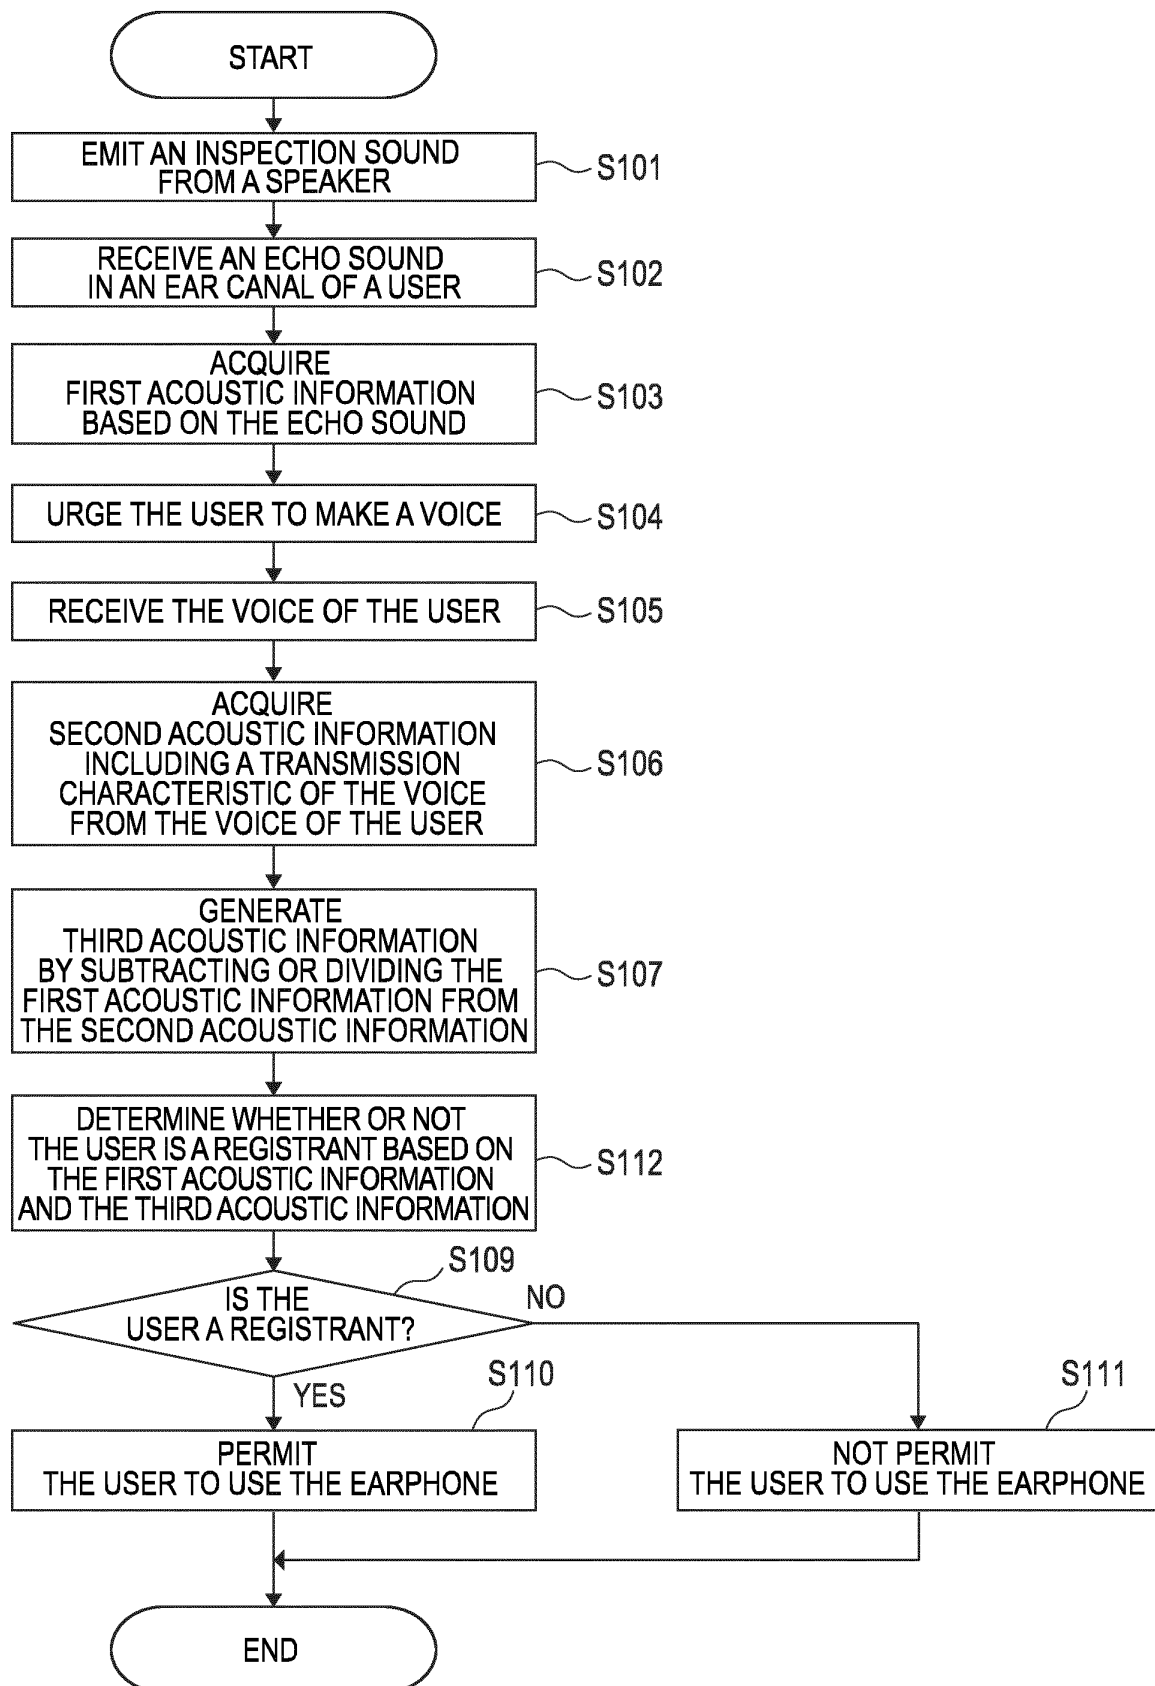 START
EMIT AN INSPECTION SOUND
FROM A SPEAKER
S101
RECEIVE AN ECHO SOUND
IN AN EAR CANAL OF A USER
S102
ACQUIRE
FIRST ACOUSTIC INFORMATION
BASED ON THE ECHO SOUND
S103
URGE THE USER TO MAKE A VOICE
S104
RECEIVE THE VOICE OF THE USER
S105
ACQUIRE
SECOND ACOUSTIC INFORMATION
INCLUDING A TRANSMISSION
CHARACTERISTIC OF THE VOICE
FROM THE VOICE OF THE USER
S106
GENERATE
THIRD ACOUSTIC INFORMATION
BY SUBTRACTING OR DIVIDING THE
FIRST ACOUSTIC INFORMATION FROM
THE SECOND ACOUSTIC INFORMATION
S107
DETERMINE WHETHER OR NOT
THE USER IS A REGISTRANT BASED ON
THE FIRST ACOUSTIC INFORMATION
AND THE THIRD ACOUSTIC INFORMATION
S112
S109
IS THE
USER A REGISTRANT?
NO
YES
S110
PERMIT
THE USER TO USE THE EARPHONE
S111
NOT PERMIT
THE USER TO USE THE EARPHONE
END